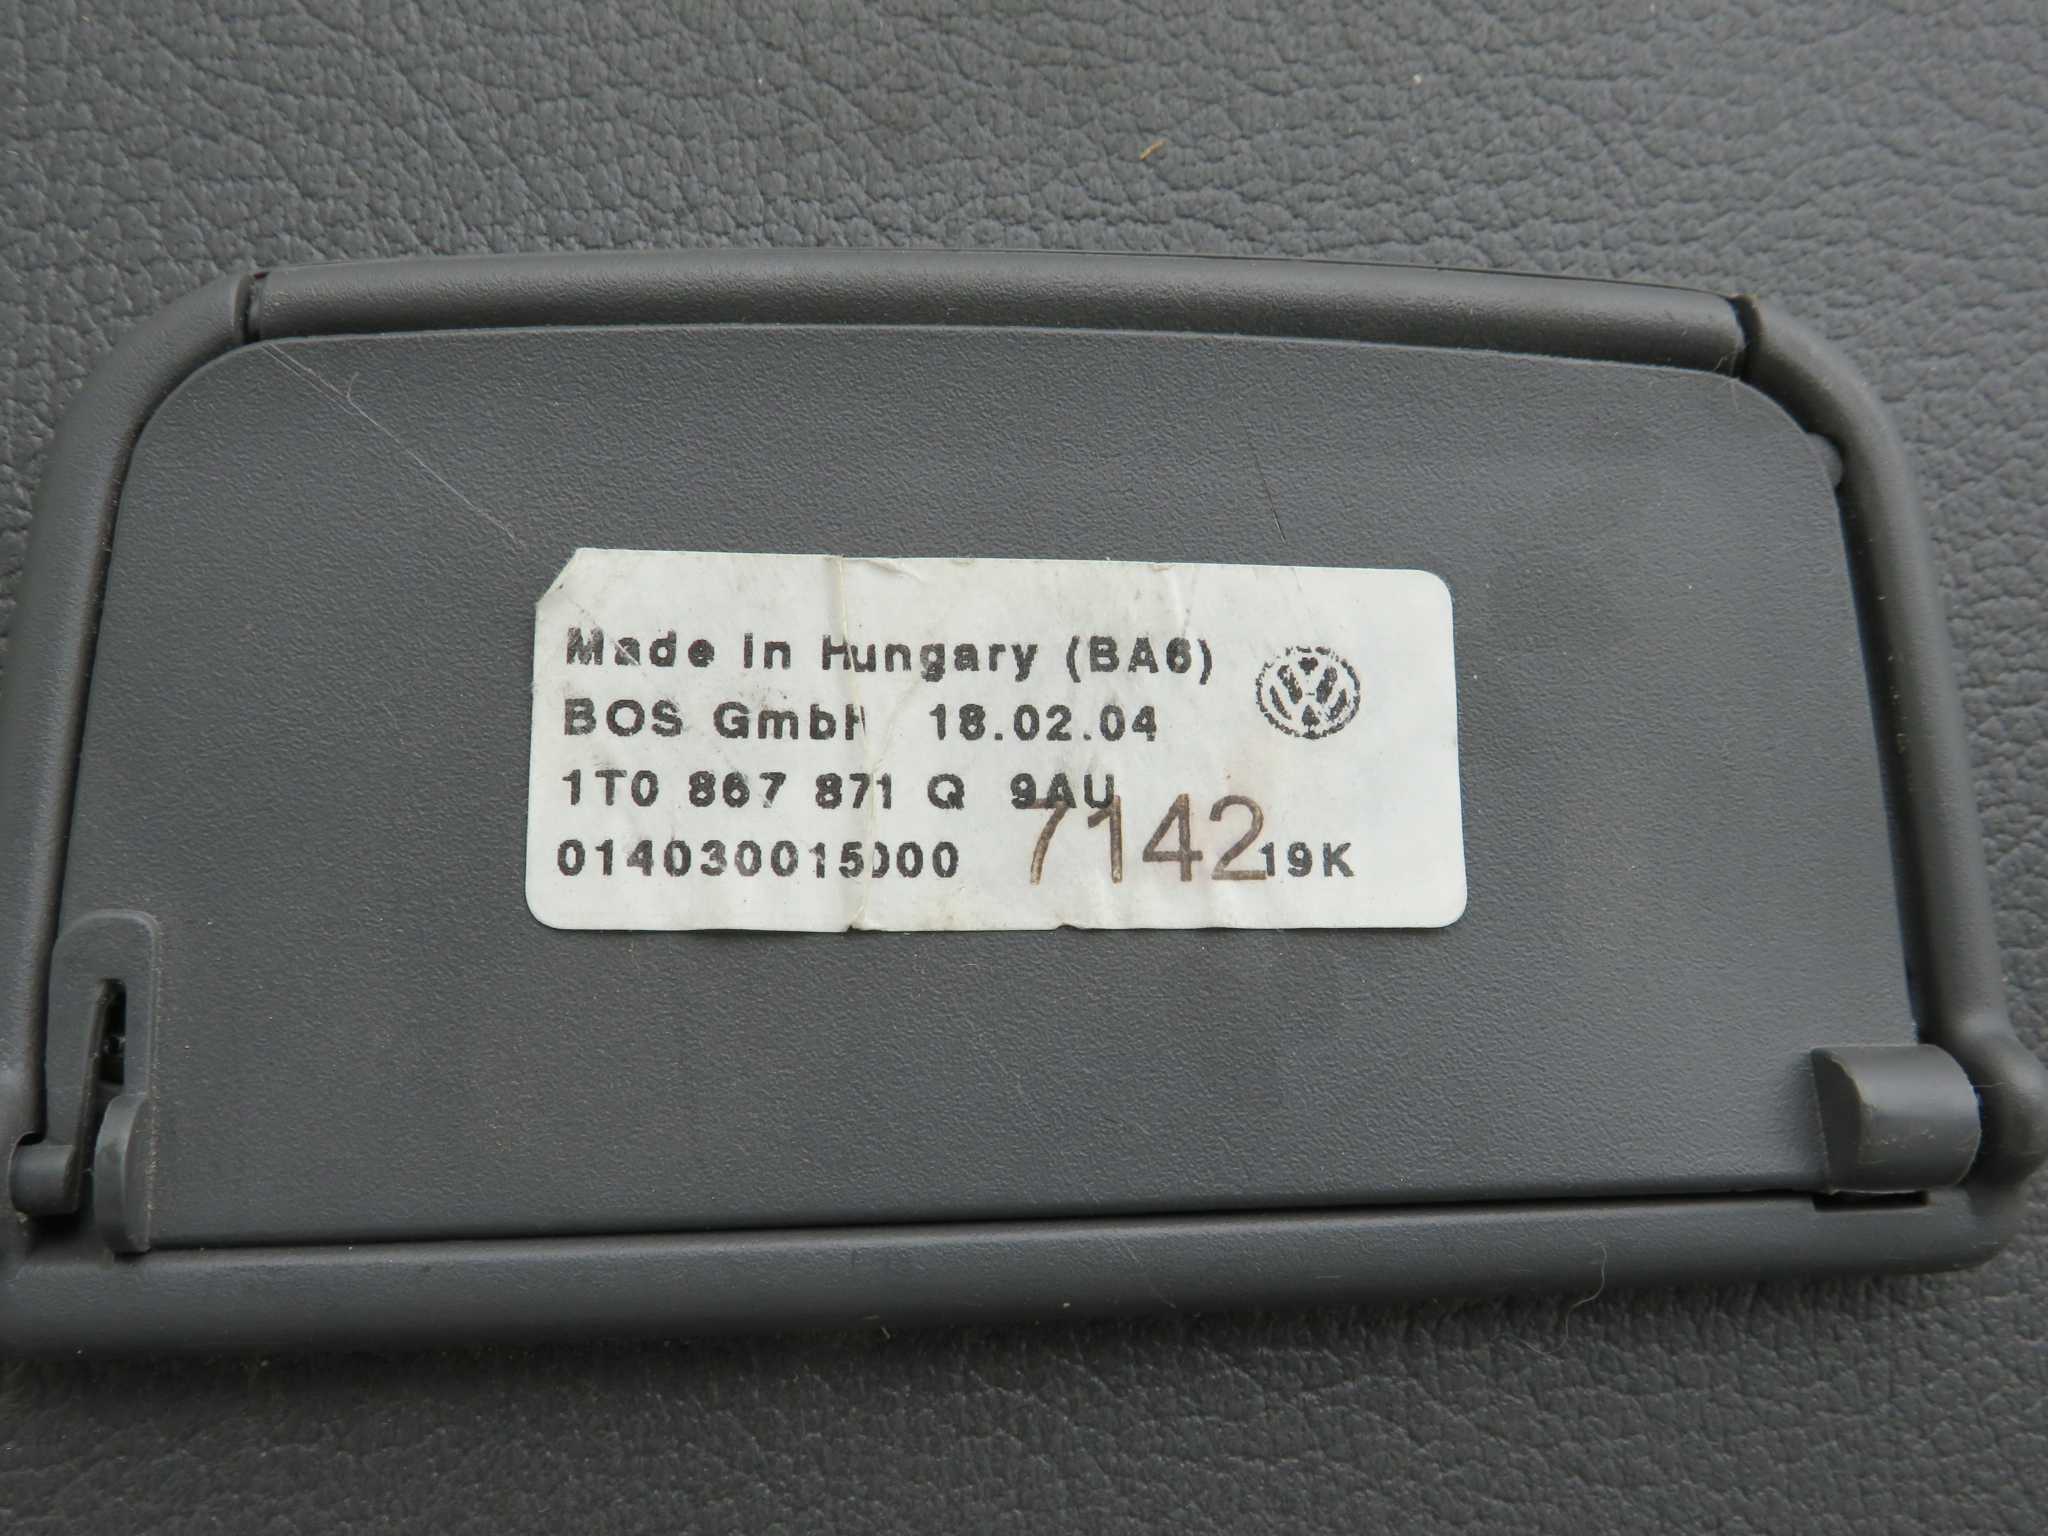 Made in Hungary (BA6)
BOS GmbH 18.02.04
1T0 867 871 Q 9AU
014030015000 7142 19K